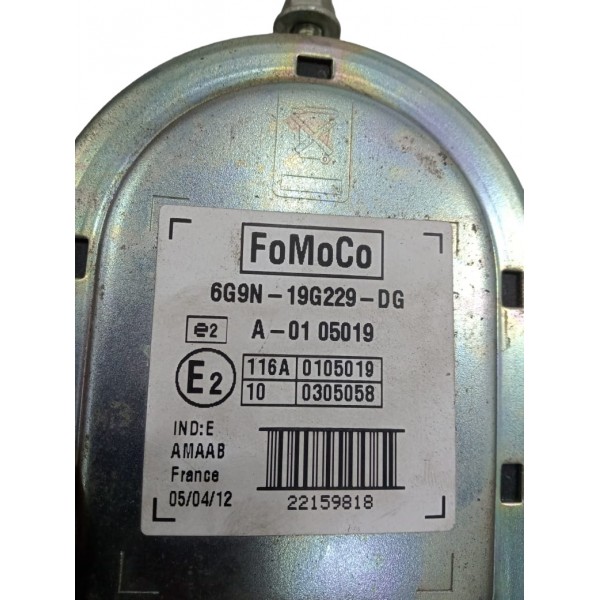 FoMoCo
6G9N-19G229-DG
e2 A-01 05019
E2 116A 0105019
10 0305058
IND:E
AMAAB
France
05/04/12
22159818